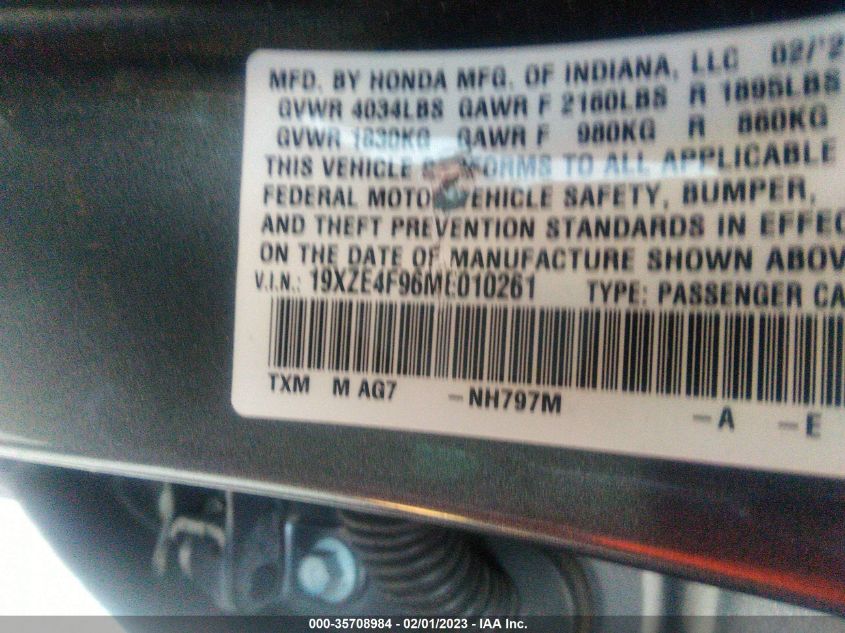 MFD. BY HONDA MFG. OF INDIANA, LLC 02/'2
GVWR 4034LBS GAWR F 2160LBS R 1895LBS
GVWR 1830KG GAWR F 980KG R 860KG
THIS VEHICLE CONFORMS TO ALL APPLICABLE
FEDERAL MOTOR VEHICLE SAFETY, BUMPER,
AND THEFT PREVENTION STANDARDS IN EFFEC
ON THE DATE OF MANUFACTURE SHOWN ABOV
V.I.N.: 19XZE4F96ME010261 TYPE: PASSENGER CA
TXM M AG7 -NH797M -A -E
000-35708984 - 02/01/2023 - IAA Inc.